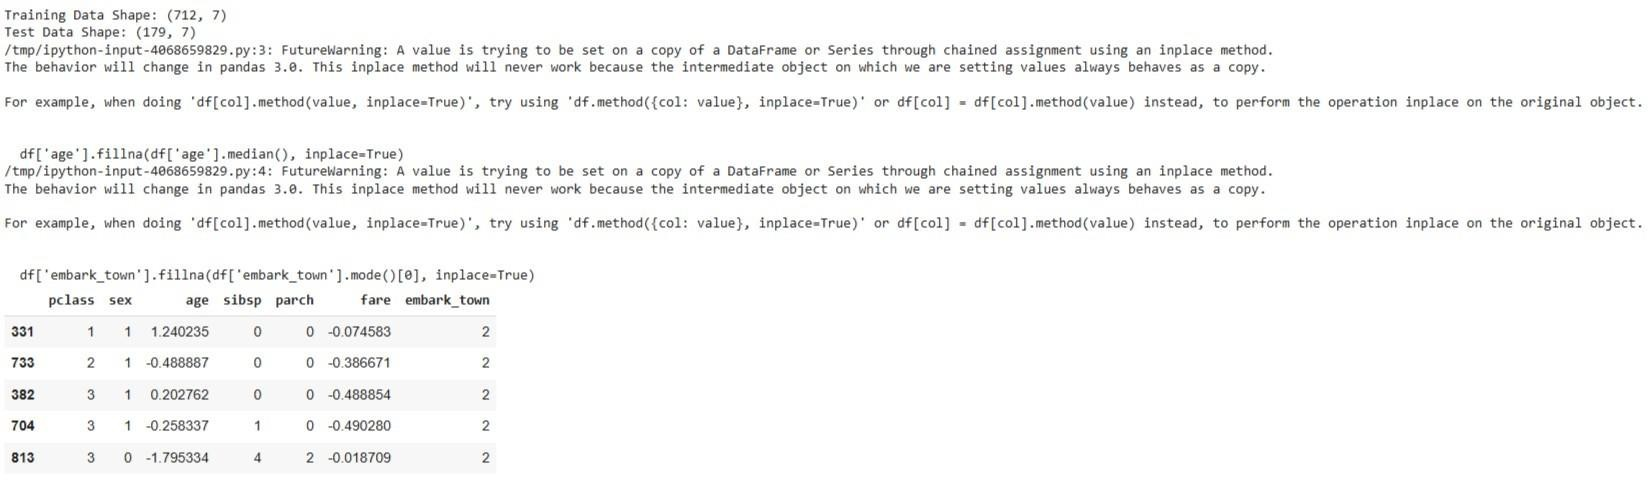 Training Data Shape: (712, 7)
Test Data Shape: (179, 7)
/tmp/ipython-input-4068659829.py:3: FutureWarning: A value is trying to be set on a copy of a DataFrame or Series through chained assignment using an inplace method.
The behavior will change in pandas 3.0. This inplace method will never work because the intermediate object on which we are setting values always behaves as a copy.
For example, when doing 'df[col].method(value, inplace=True)', try using 'df.method({col: value}, inplace=True)' or df[col] = df[col].method(value) instead, to perform the operation inplace on the original object.
df['age'].fillna(df['age'].median(), inplace=True)
/tmp/ipython-input-4068659829.py:4: FutureWarning: A value is trying to be set on a copy of a DataFrame or Series through chained assignment using an inplace method.
The behavior will change in pandas 3.0. This inplace method will never work because the intermediate object on which we are setting values always behaves as a copy.
For example, when doing 'df[col].method(value, inplace=True)', try using 'df.method({col: value}, inplace=True)' or df[col] = df[col].method(value) instead, to perform the operation inplace on the original object.
df['embark_town'].fillna(df['embark_town'].mode()[0], inplace=True)
pclass sex age sibsp parch fare embark_town
331 1 1 1.240235 0 0 -0.074583 2
733 2 1 -0.488887 0 0 -0.386671 2
382 3 1 0.202762 0 0 -0.488854 2
704 3 1 -0.258337 1 0 -0.490280 2
813 3 0 -1.795334 4 2 -0.018709 2